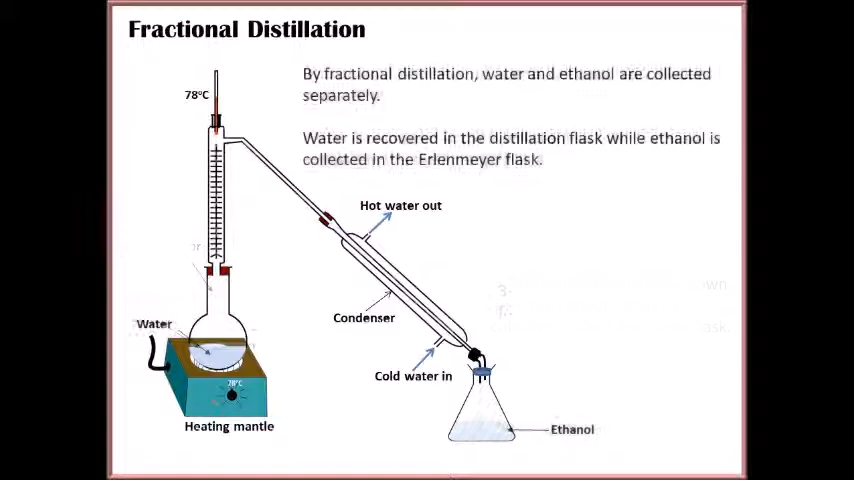 Fractional Distillation
By fractional distillation, water and ethanol are collected
separately.
78°C
Water is recovered in the distillation flask while ethanol is
collected in the Erlenmeyer flask.
Hot water out
Condenser
Water
Cold water in
78°C
Heating mantle
Ethanol